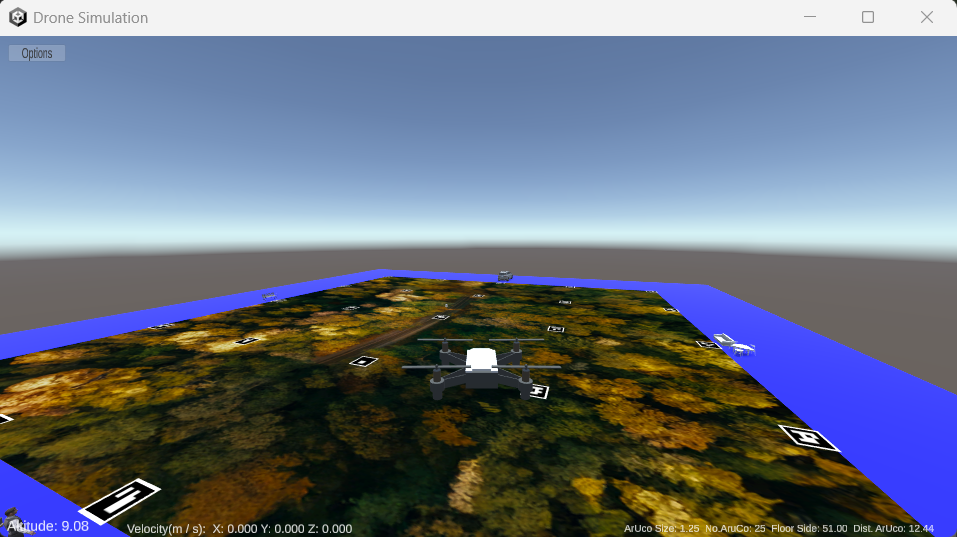 Drone Simulation
Options
Altitude: 9.08
Velocity(m / s):  X: 0.000 Y: 0.000 Z: 0.000
ArUco Size: 1.25  No.AruCo: 25  Floor Side: 51.00  Dist. ArUco: 12.44